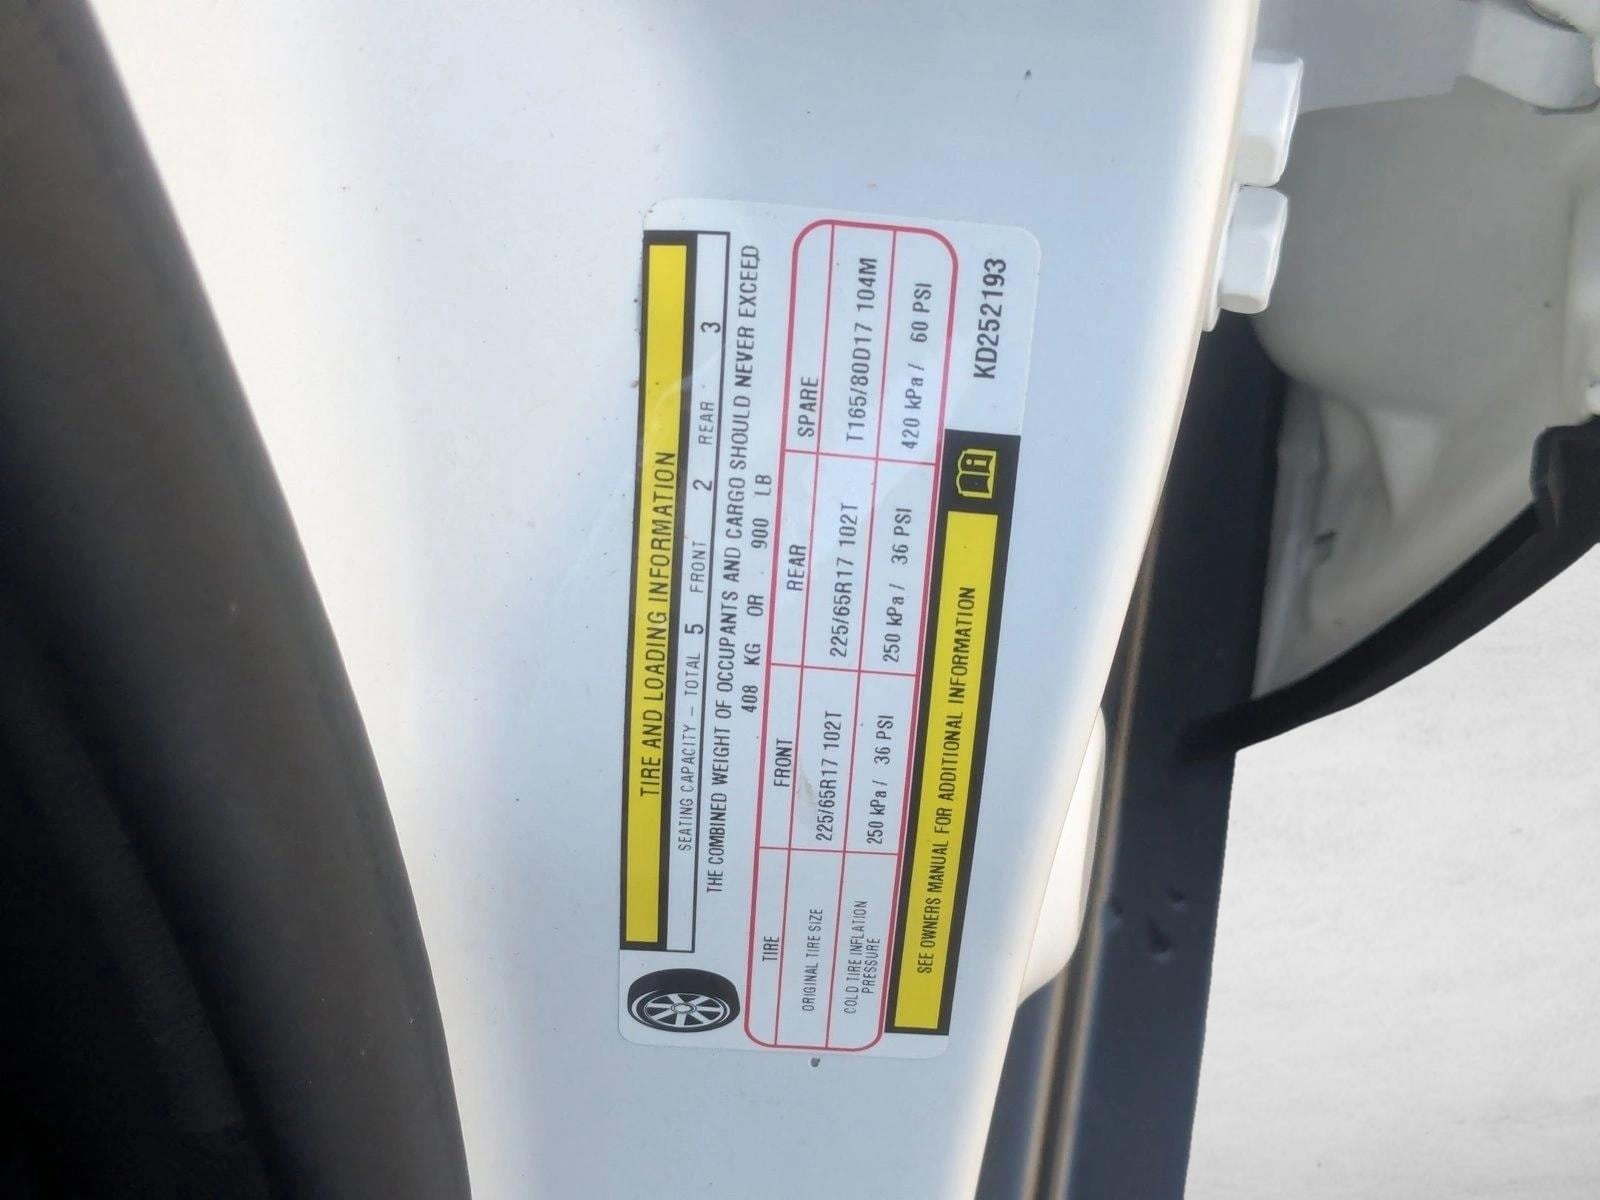 TIRE AND LOADING INFORMATION
SEATING CAPACITY – TOTAL 5 FRONT 2 REAR 3
THE COMBINED WEIGHT OF OCCUPANTS AND CARGO SHOULD NEVER EXCEED
408 KG OR 900 LB
TIRE FRONT REAR SPARE
ORIGINAL TIRE SIZE 225/65R17 102T 225/65R17 102T T165/80D17 104M
COLD TIRE INFLATION PRESSURE 250 kPa / 36 PSI 250 kPa / 36 PSI 420 kPa / 60 PSI
SEE OWNERS MANUAL FOR ADDITIONAL INFORMATION
KD252193